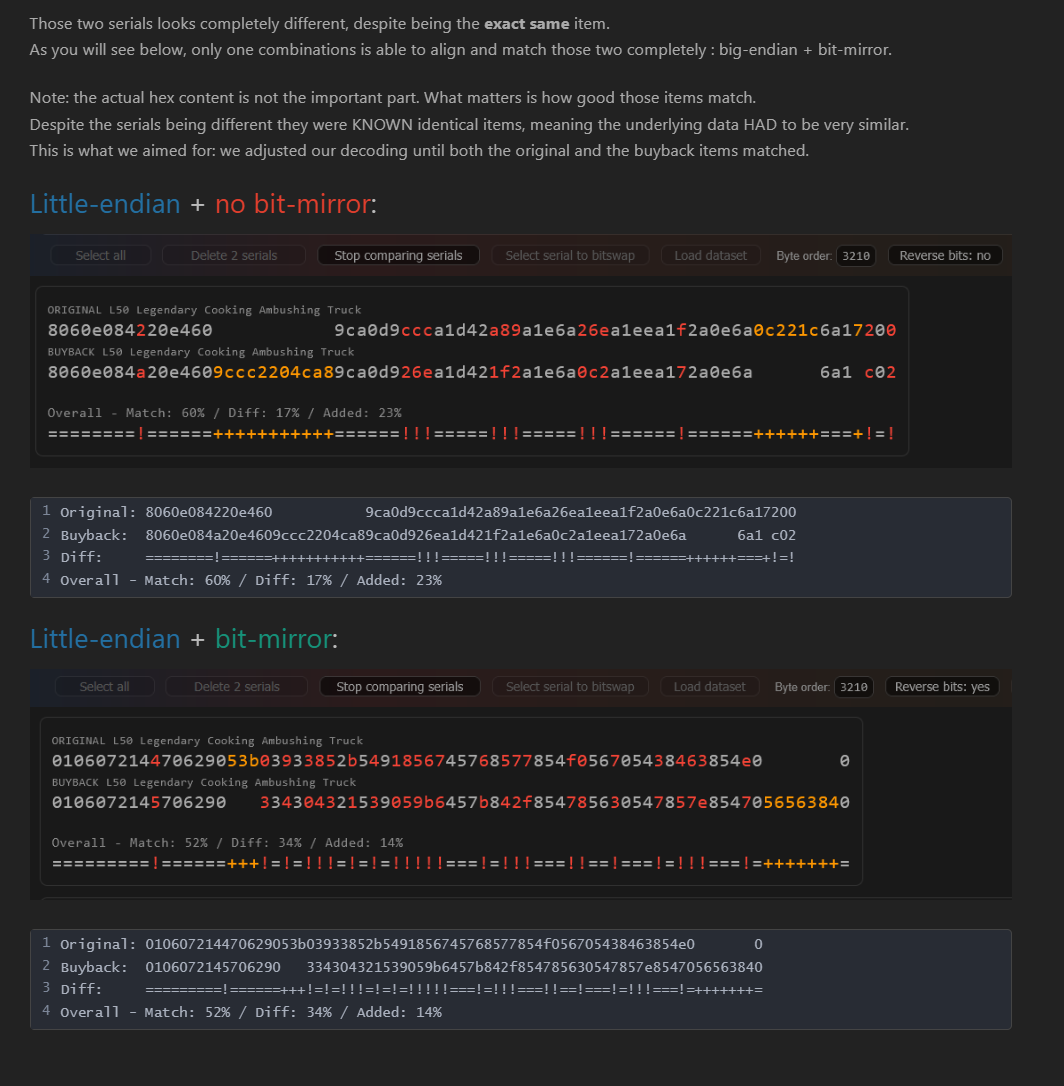 Those two serials looks completely different, despite being the exact same item.
As you will see below, only one combinations is able to align and match those two completely : big-endian + bit-mirror.
Note: the actual hex content is not the important part. What matters is how good those items match.
Despite the serials being different they were KNOWN identical items, meaning the underlying data HAD to be very similar.
This is what we aimed for: we adjusted our decoding until both the original and the buyback items matched.
Little-endian + no bit-mirror:
Select all Delete 2 serials Stop comparing serials Select serial to bitswap Load dataset Byte order: 3210 Reverse bits: no
ORIGINAL L50 Legendary Cooking Ambushing Truck
8060e084220e460           9ca0d9ccca1d42a89a1e6a26ea1eea1f2a0e6a0c221c6a17200
BUYBACK L50 Legendary Cooking Ambushing Truck
8060e084a20e4609ccc2204ca89ca0d926ea1d421f2a1e6a0c2a1eea172a0e6a      6a1 c02
Overall - Match: 60% / Diff: 17% / Added: 23%
========!======+++++++++++======!!!=====!!!=====!!!======!======++++++===+!=!
1 Original: 8060e084220e460           9ca0d9ccca1d42a89a1e6a26ea1eea1f2a0e6a0c221c6a17200
2 Buyback:  8060e084a20e4609ccc2204ca89ca0d926ea1d421f2a1e6a0c2a1eea172a0e6a      6a1 c02
3 Diff:     ========!======+++++++++++======!!!=====!!!=====!!!======!======++++++===+!=!
4 Overall - Match: 60% / Diff: 17% / Added: 23%
Little-endian + bit-mirror:
Select all Delete 2 serials Stop comparing serials Select serial to bitswap Load dataset Byte order: 3210 Reverse bits: yes
ORIGINAL L50 Legendary Cooking Ambushing Truck
010607214470629053b03933852b5491856745768577854f056705438463854e0       0
BUYBACK L50 Legendary Cooking Ambushing Truck
0106072145706290   334304321539059b6457b842f854785630547857e8547056563840
Overall - Match: 52% / Diff: 34% / Added: 14%
=========!======+++!=!=!!!=!=!=!!!!!===!=!!!===!!==!===!=!!!===!=+++++++=
1 Original: 010607214470629053b03933852b5491856745768577854f056705438463854e0       0
2 Buyback:  0106072145706290   334304321539059b6457b842f854785630547857e8547056563840
3 Diff:     =========!======+++!=!=!!!=!=!=!!!!!===!=!!!===!!==!===!=!!!===!=+++++++=
4 Overall - Match: 52% / Diff: 34% / Added: 14%